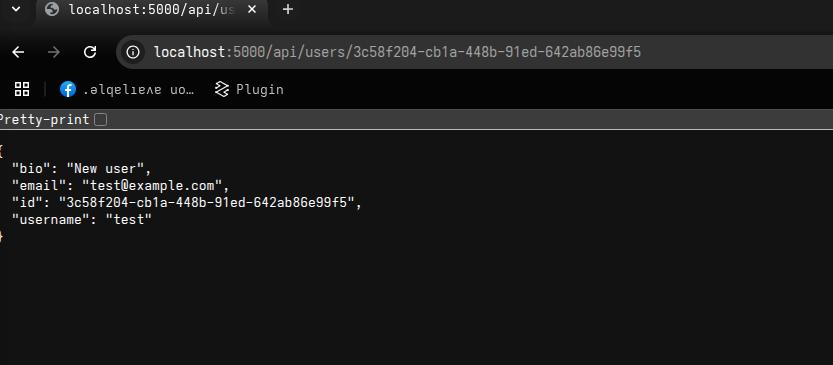 localhost:5000/api/us
localhost:5000/api/users/3c58f204-cb1a-448b-91ed-642ab86e99f5
.ǝlqɐlıɐʌɐ uo… Plugin
Pretty-print
{
"bio": "New user",
"email": "test@example.com",
"id": "3c58f204-cb1a-448b-91ed-642ab86e99f5",
"username": "test"
}